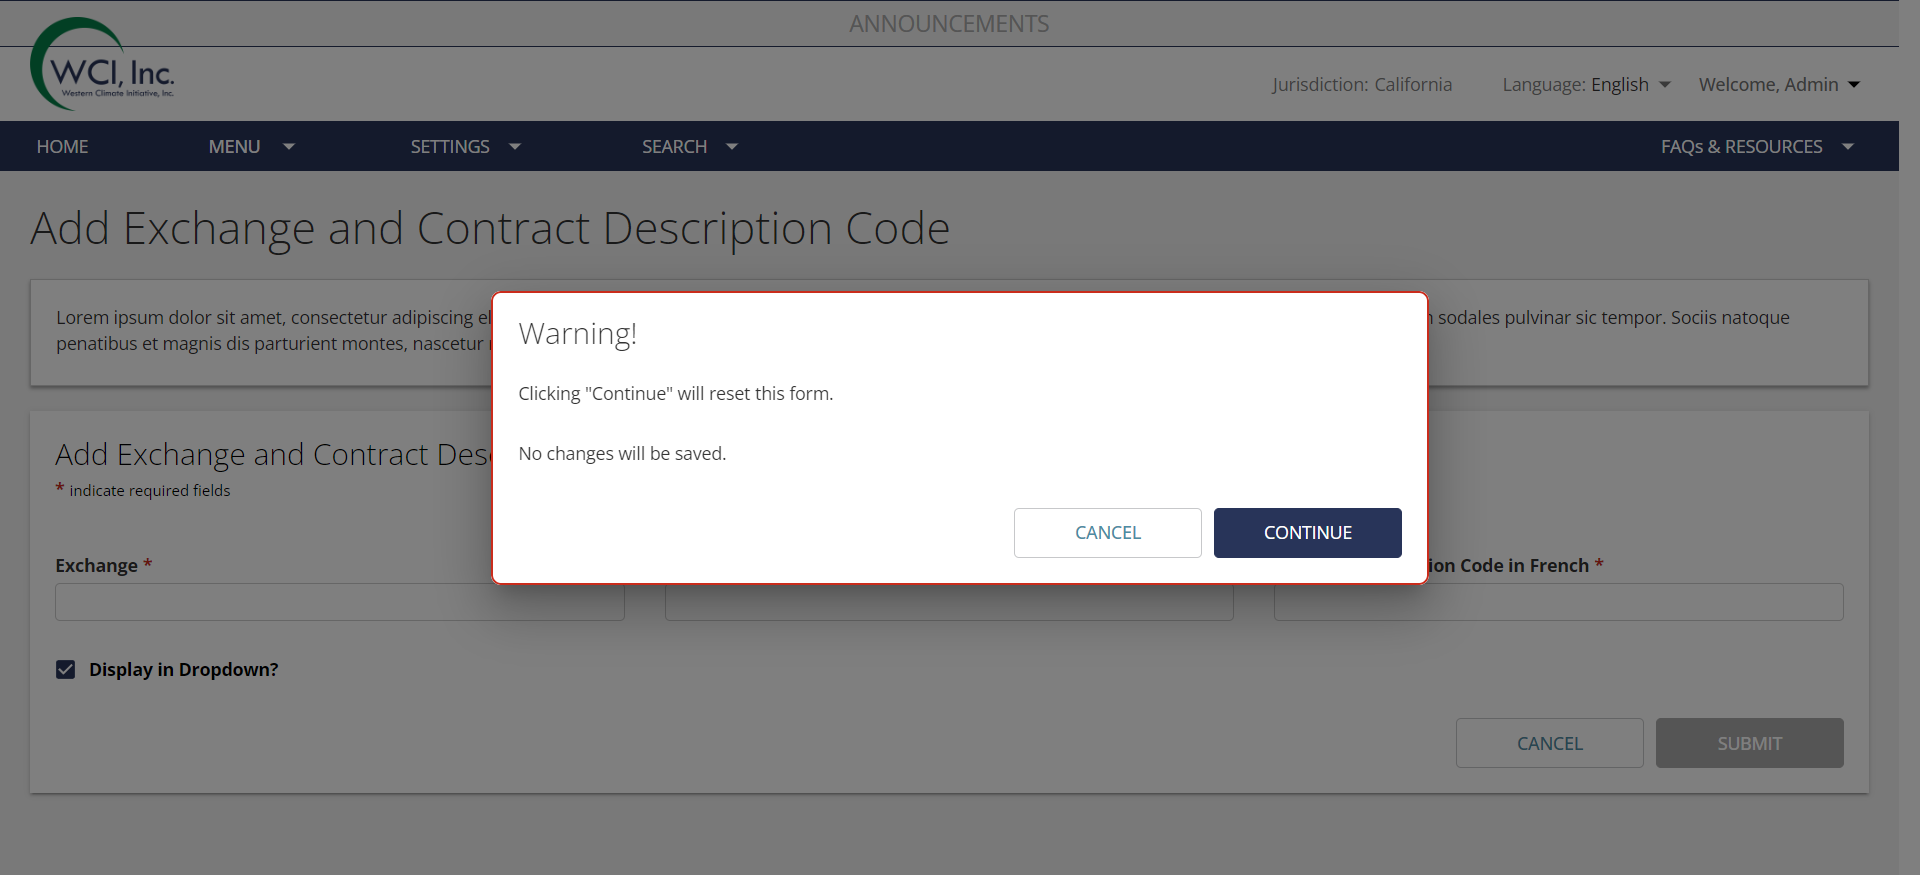 ANNOUNCEMENTS
WCI, Inc.
Western Climate Initiative, Inc.
Jurisdiction: California
Language: English
Welcome, Admin
HOME
MENU
SETTINGS
SEARCH
FAQs & RESOURCES
Add Exchange and Contract Description Code
Lorem ipsum dolor sit amet, consectetur adipiscing el
sodales pulvinar sic tempor. Sociis natoque
penatibus et magnis dis parturient montes, nascetur
Warning!
Clicking "Continue" will reset this form.
No changes will be saved.
CANCEL
CONTINUE
Add Exchange and Contract Des
* indicate required fields
Exchange *
ion Code in French *
Display in Dropdown?
CANCEL
SUBMIT